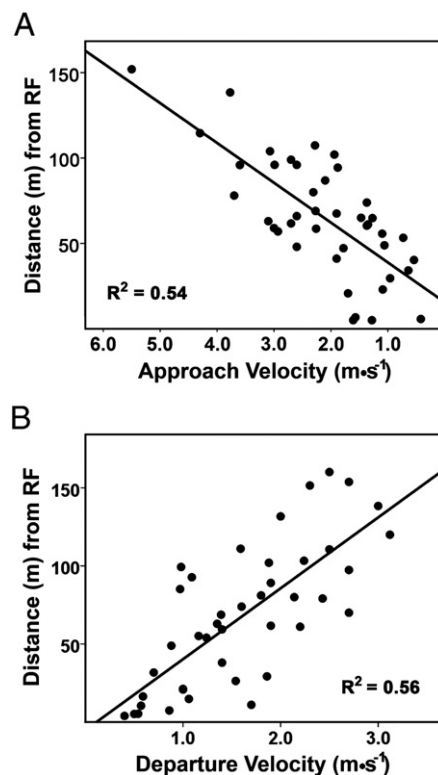 A
Distance (m) from RF
150
100
50
R² = 0.54
6.0 5.0 4.0 3.0 2.0 1.0
Approach Velocity (m•s⁻¹)
B
Distance (m) from RF
150
100
50
R² = 0.56
1.0 2.0 3.0
Departure Velocity (m•s⁻¹)